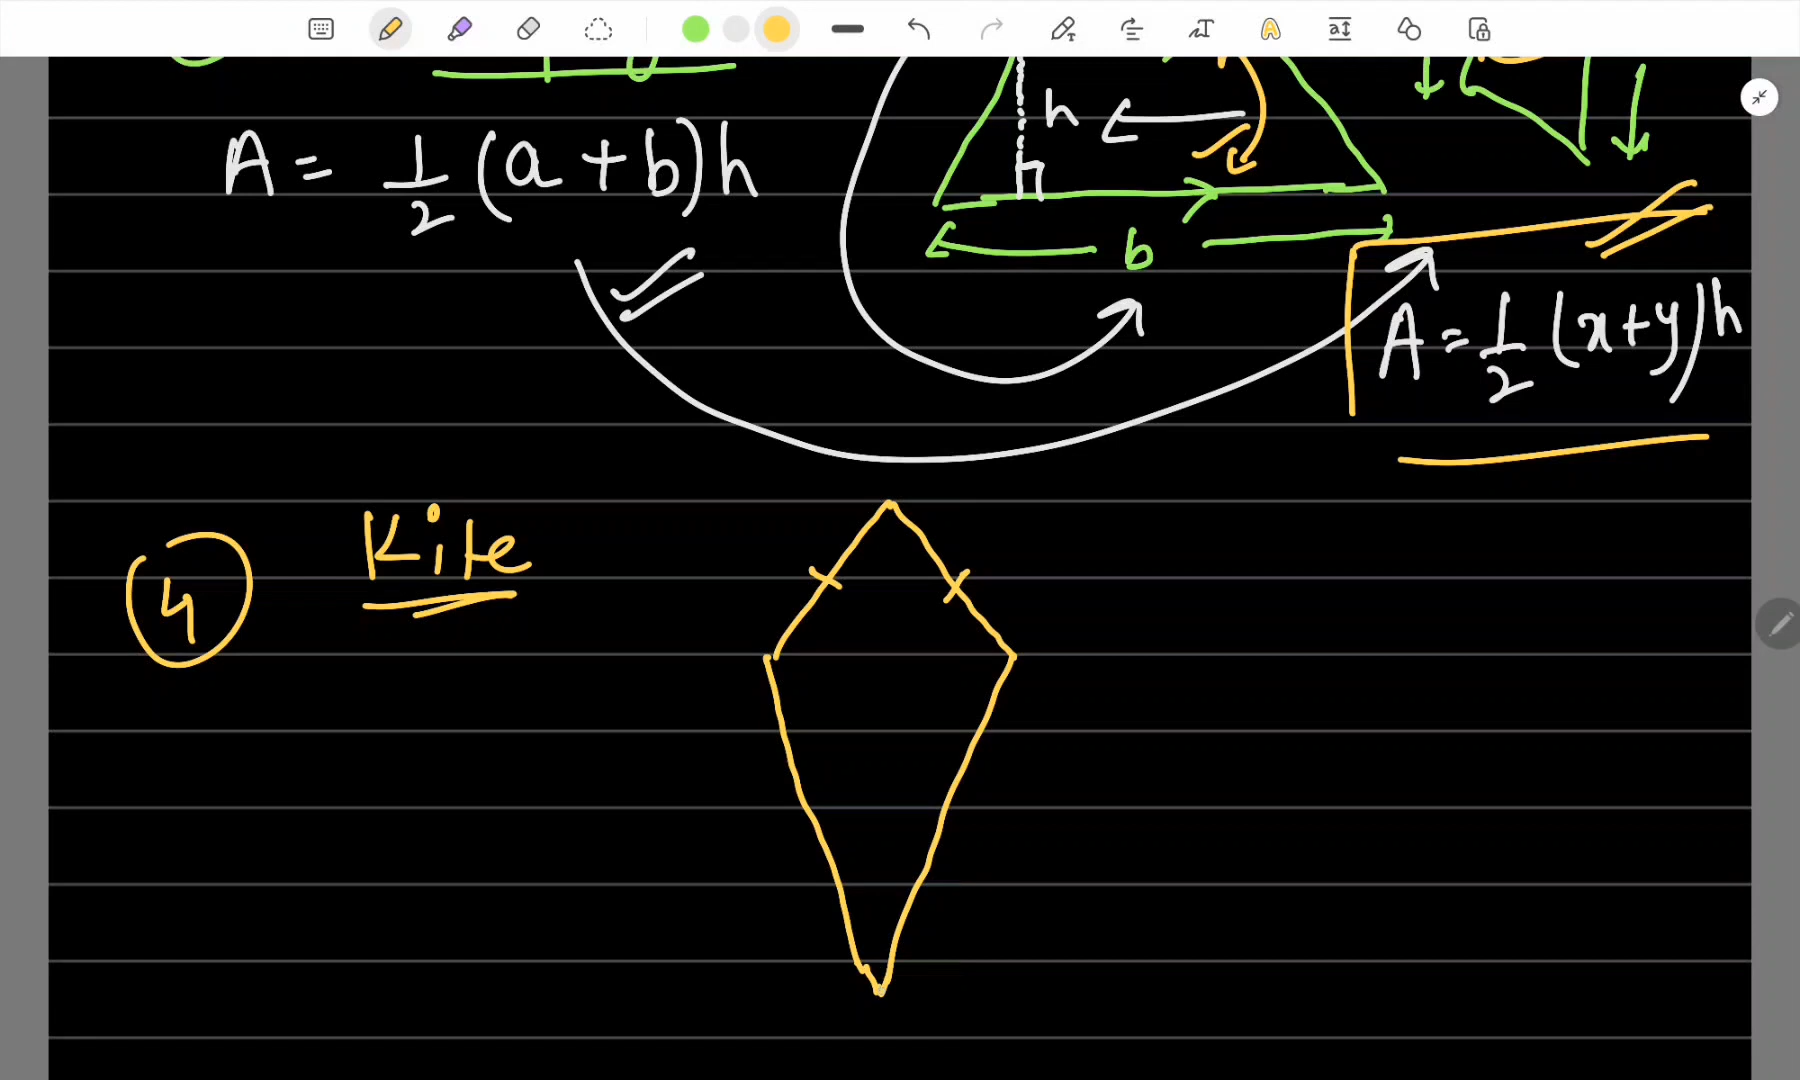 h
A = 1/2 (a + b)h
b
A = 1/2 (x+y)h
4 Kite